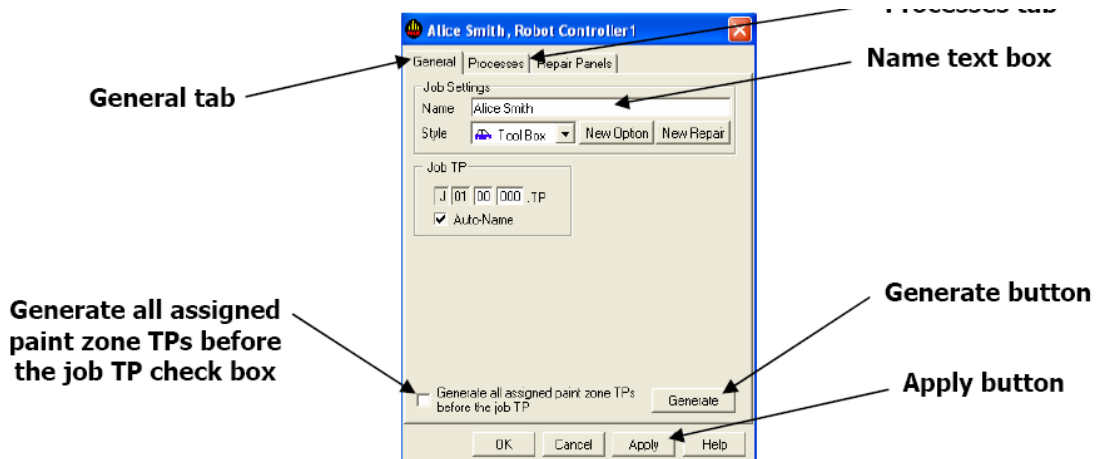 Processes tab
Alice Smith, Robot Controller1
General Processes Repair Panels
Name text box
General tab
Job Settings
Name Alice Smith
Style Tool Box New Option New Repair
Job TP
J 01 00 000 .TP
Auto-Name
Generate all assigned
paint zone TPs before
the job TP check box
Generate button
Apply button
Generate all assigned paint zone TPs
before the job TP
Generate
OK Cancel Apply Help